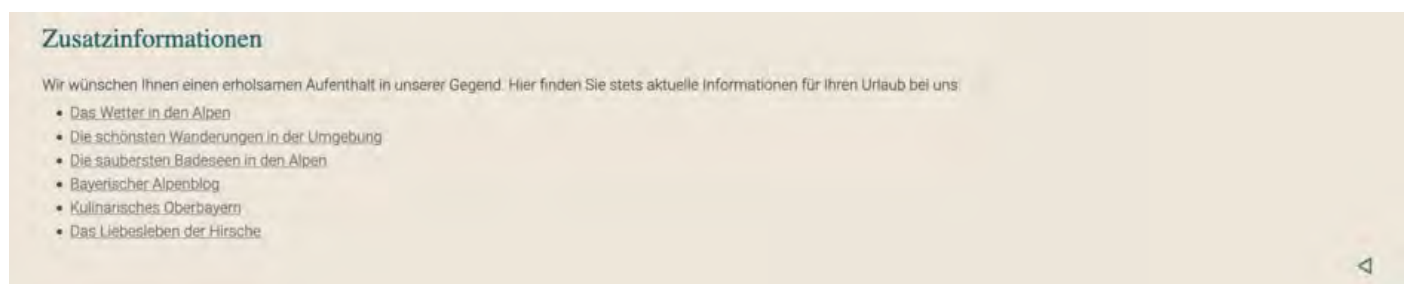 Zusatzinformationen
Wir wünschen Ihnen einen erholsamen Aufenthalt in unserer Gegend. Hier finden Sie stets aktuelle Informationen für Ihren Urlaub bei uns:
• Das Wetter in den Alpen
• Die schönsten Wanderungen in der Umgebung
• Die saubersten Badeseen in den Alpen
• Bayerischer Alpenblog
• Kulinarisches Oberbayern
• Das Liebesleben der Hirsche